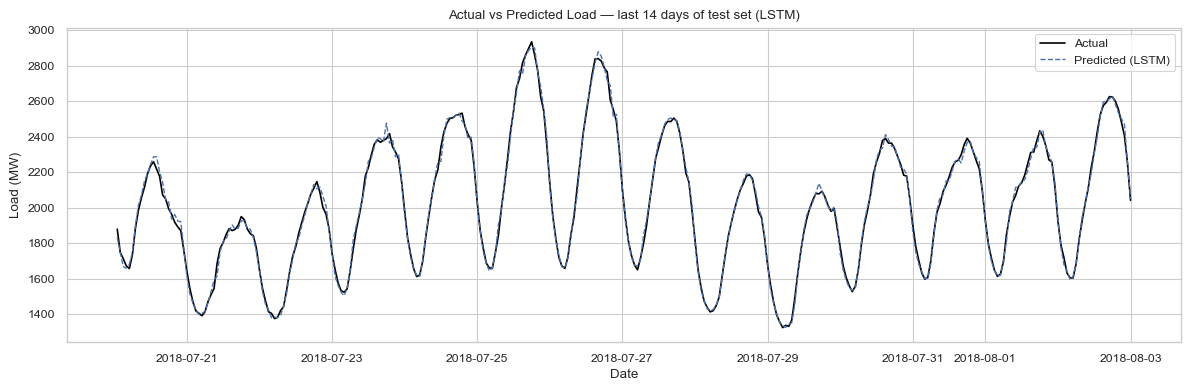 Actual vs Predicted Load — last 14 days of test set (LSTM)
Load (MW)
3000
2800
2600
2400
2200
2000
1800
1600
1400
Actual
Predicted (LSTM)
2018-07-21 2018-07-23 2018-07-25 2018-07-27 2018-07-29 2018-07-31 2018-08-01 2018-08-03
Date